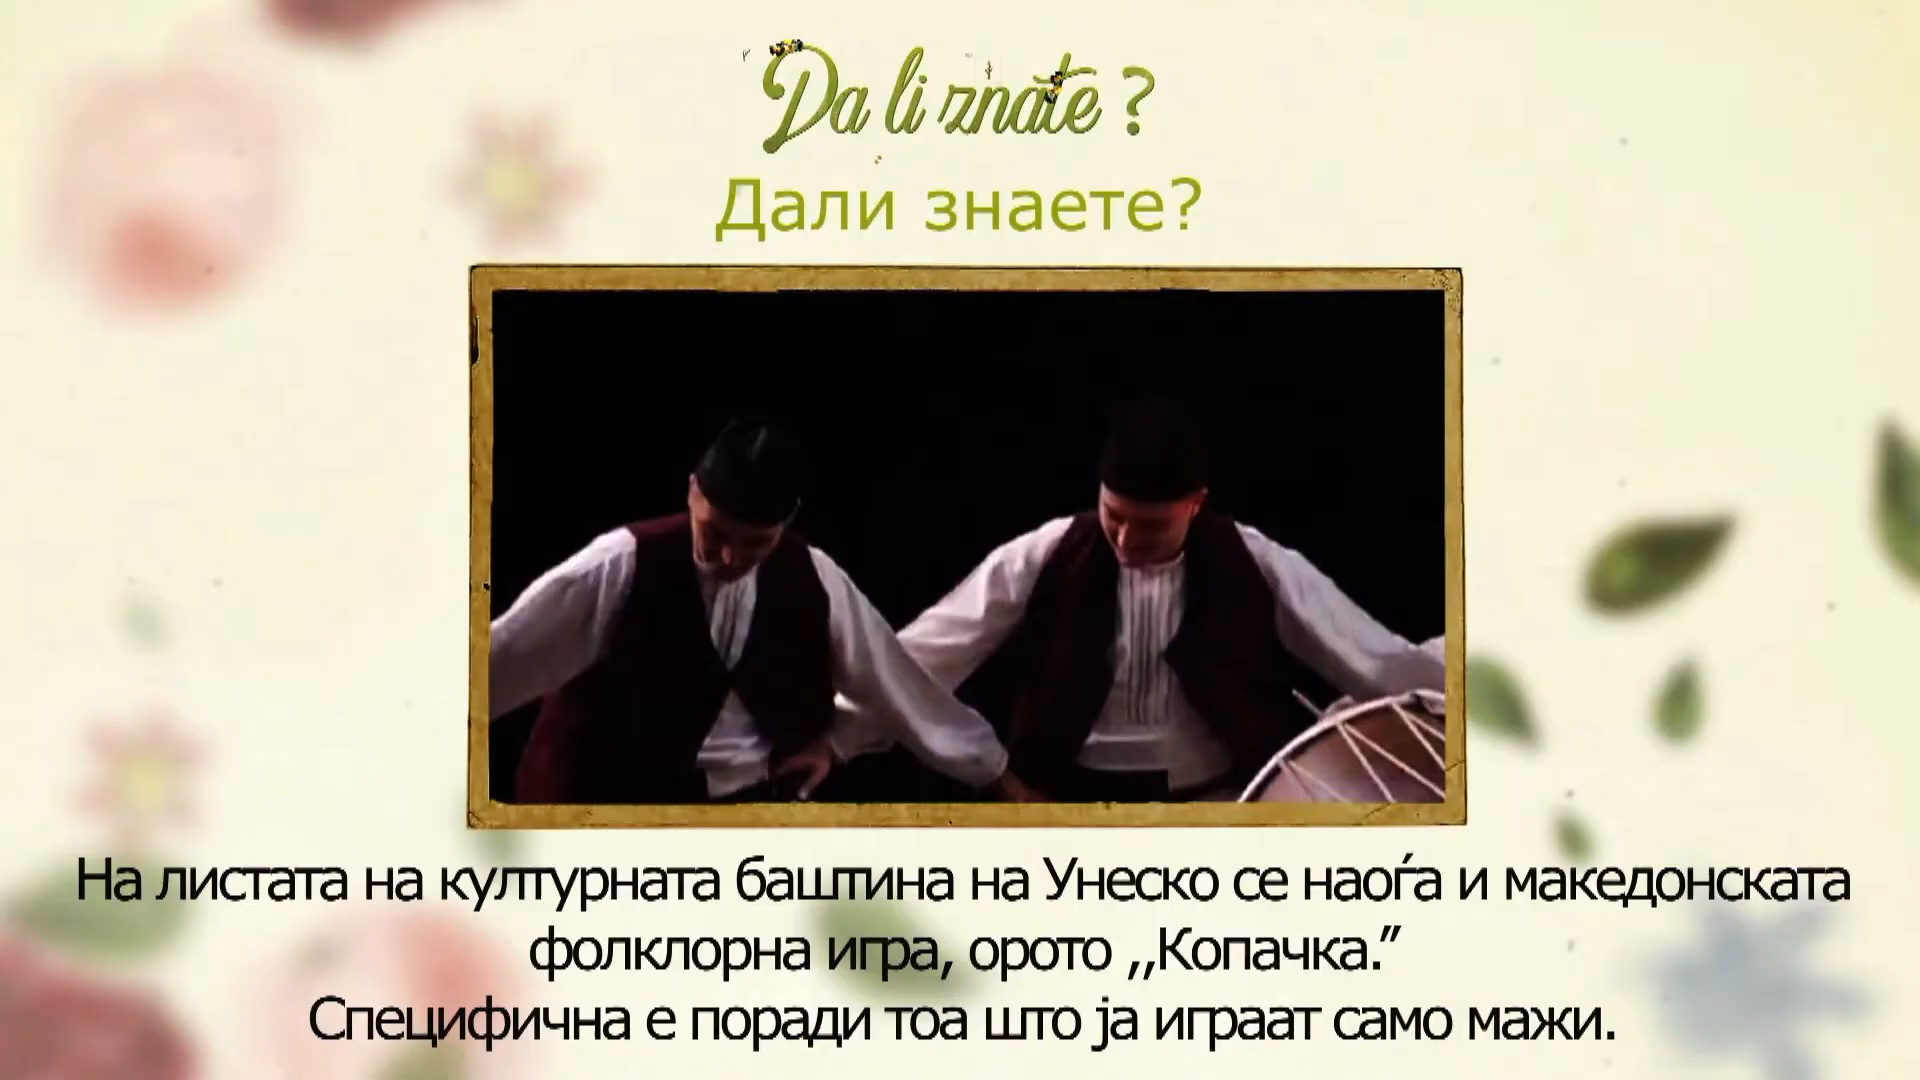 Da li znate ?
Дали знаете?
На листата на културната баштина на Унеско се наоѓа и македонската
фолклорна игра, орото ,,Копачка.”
Специфична е поради тоа што ја играат само мажи.